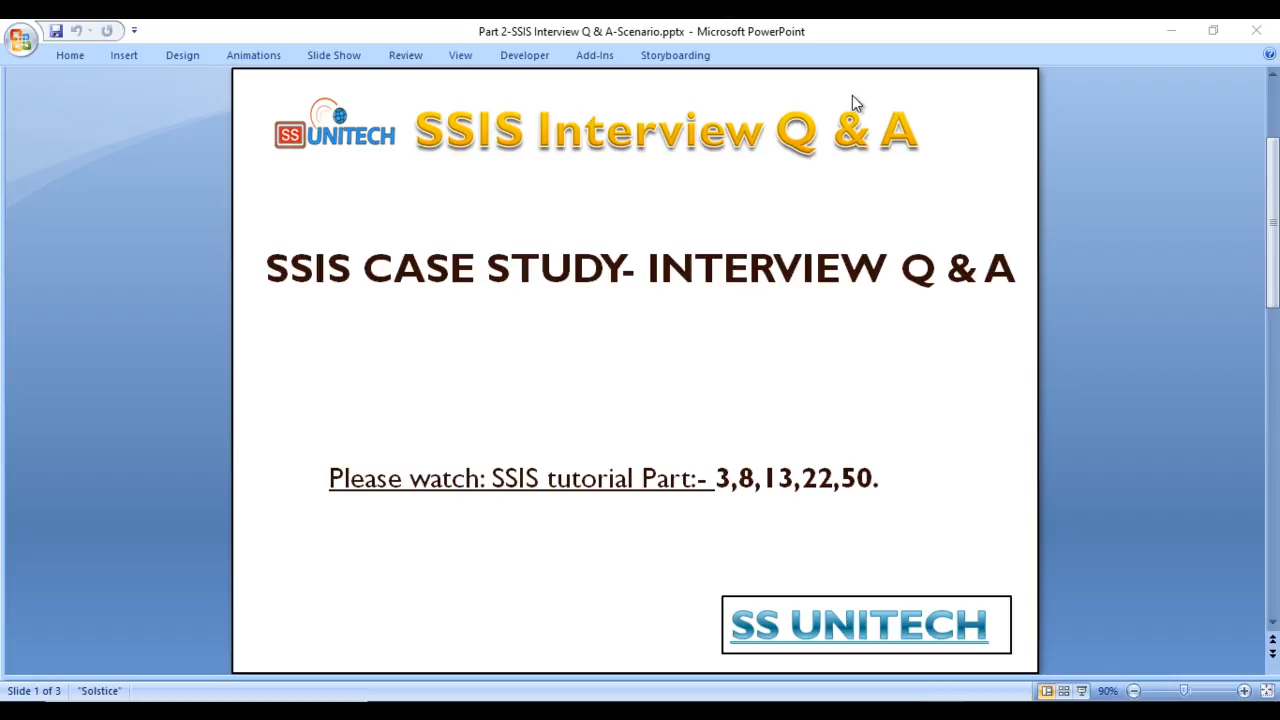 Part 2-SSIS Interview Q & A-Scenario.pptx - Microsoft PowerPoint
Home Insert Design Animations Slide Show Review View Developer Add-Ins Storyboarding
SS UNITECH SSIS Interview Q & A
SSIS CASE STUDY- INTERVIEW Q & A
Please watch: SSIS tutorial Part:- 3,8,13,22,50.
SS UNITECH
Slide 1 of 3 "Solstice" 90%